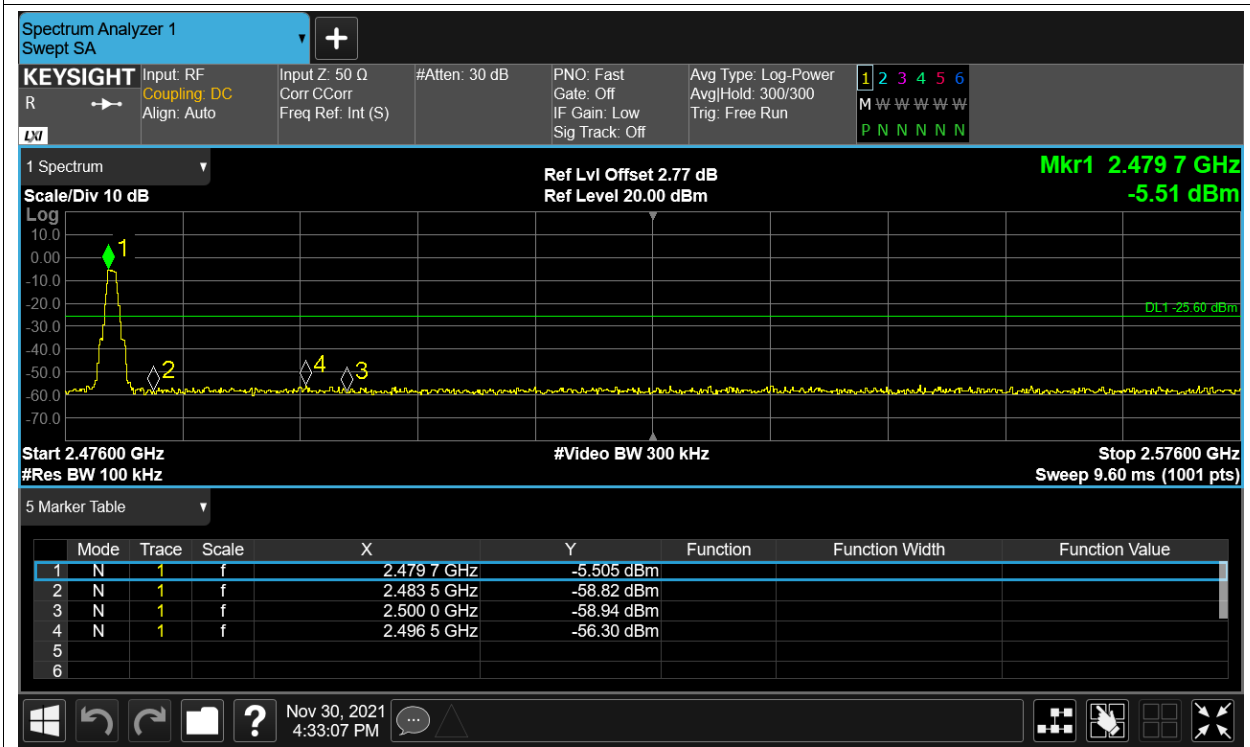 Spectrum Analyzer 1
Swept SA
+
KEYSIGHT Input: RF Input Z: 50 Ω #Atten: 30 dB PNO: Fast Avg Type: Log-Power 1 2 3 4 5 6
R Coupling: DC Corr CCorr Gate: Off Avg|Hold: 300/300 M W W W W W
Align: Auto Freq Ref: Int (S) IF Gain: Low Trig: Free Run
LXI Sig Track: Off P N N N N N
1 Spectrum Ref Lvl Offset 2.77 dB Mkr1 2.479 7 GHz
Scale/Div 10 dB Ref Level 20.00 dBm -5.51 dBm
Log
10.0
1
0.00
-10.0
-20.0
DL1 -25.60 dBm
-30.0
-40.0
2 4 3
-50.0
-60.0
-70.0
Start 2.47600 GHz #Video BW 300 kHz Stop 2.57600 GHz
#Res BW 100 kHz Sweep 9.60 ms (1001 pts)
5 Marker Table
Mode Trace Scale X Y Function Function Width Function Value
1 N 1 f 2.479 7 GHz -5.505 dBm
2 N 1 f 2.483 5 GHz -58.82 dBm
3 N 1 f 2.500 0 GHz -58.94 dBm
4 N 1 f 2.496 5 GHz -56.30 dBm
5
6
? Nov 30, 2021
4:33:07 PM